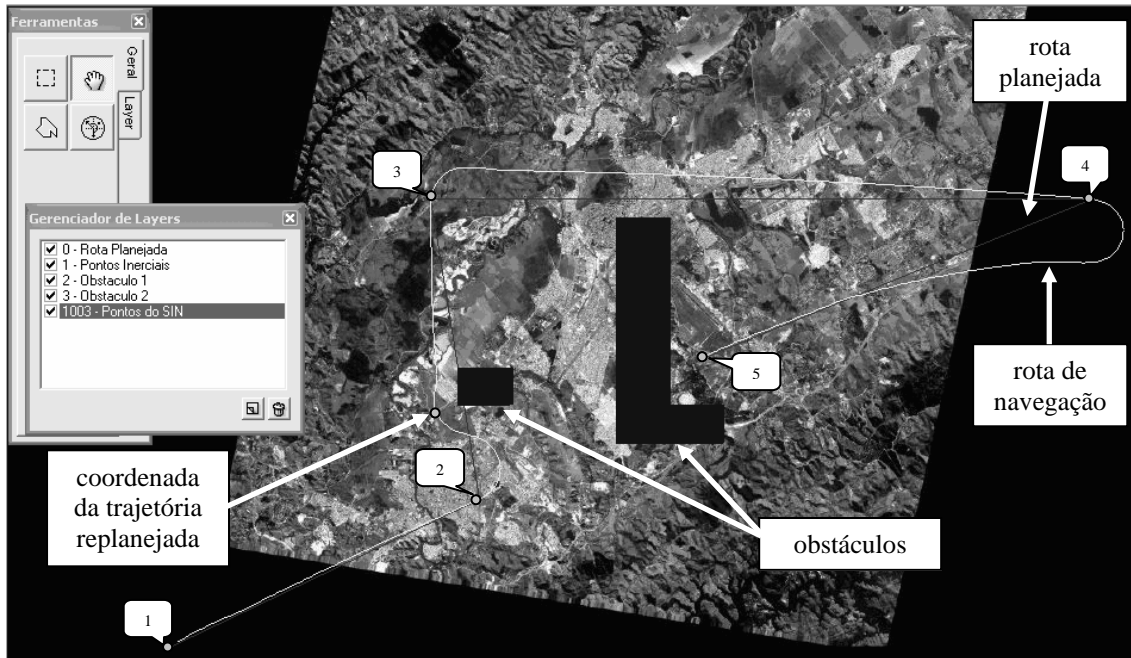 Ferramentas
Geral
Layer
Gerenciador de Layers
0 - Rota Planejada
1 - Pontos Inerciais
2 - Obstaculo 1
3 - Obstaculo 2
1003 - Pontos do SIN
rota
planejada
3
4
5
rota de
navegação
coordenada
da trajetória
replanejada
2
obstáculos
1